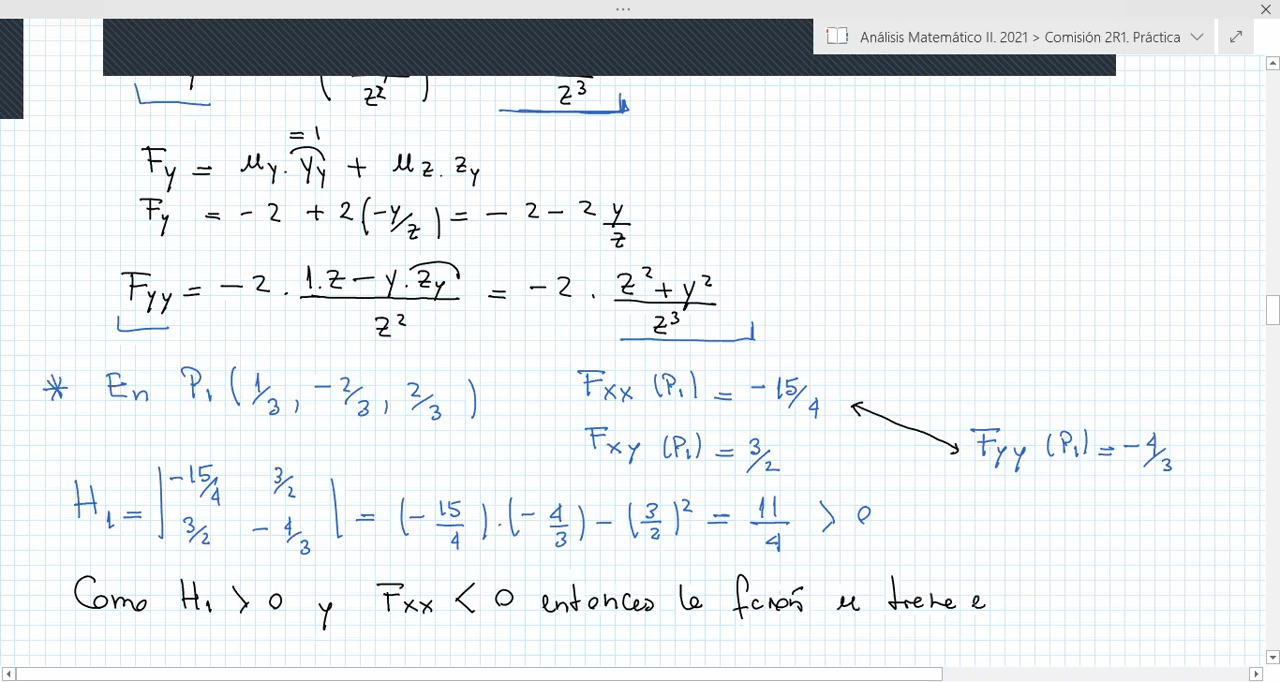 ...
Análisis Matemático II. 2021 > Comisión 2R1. Práctica
z² z³
= 1
Fy = μy . yy + μz . zy
Fy = - 2 + 2 (-y/z) = - 2 - 2 y/z
Fyy = - 2 . (1.z - y . zy)/z² = - 2 . (z² + y²)/z³
* En P₁ (1/3, -2/3, 2/3) Fxx (P₁) = -15/4
Fxy (P₁) = 3/2 Fyy (P₁) = -4/3
H₁ = | -15/4 3/2 |
| 3/2 -4/3 | = (-15/4) . (-4/3) - (3/2)² = 11/4 > 0
Como H₁ > 0 y Fxx < 0 entonces la función μ tiene e